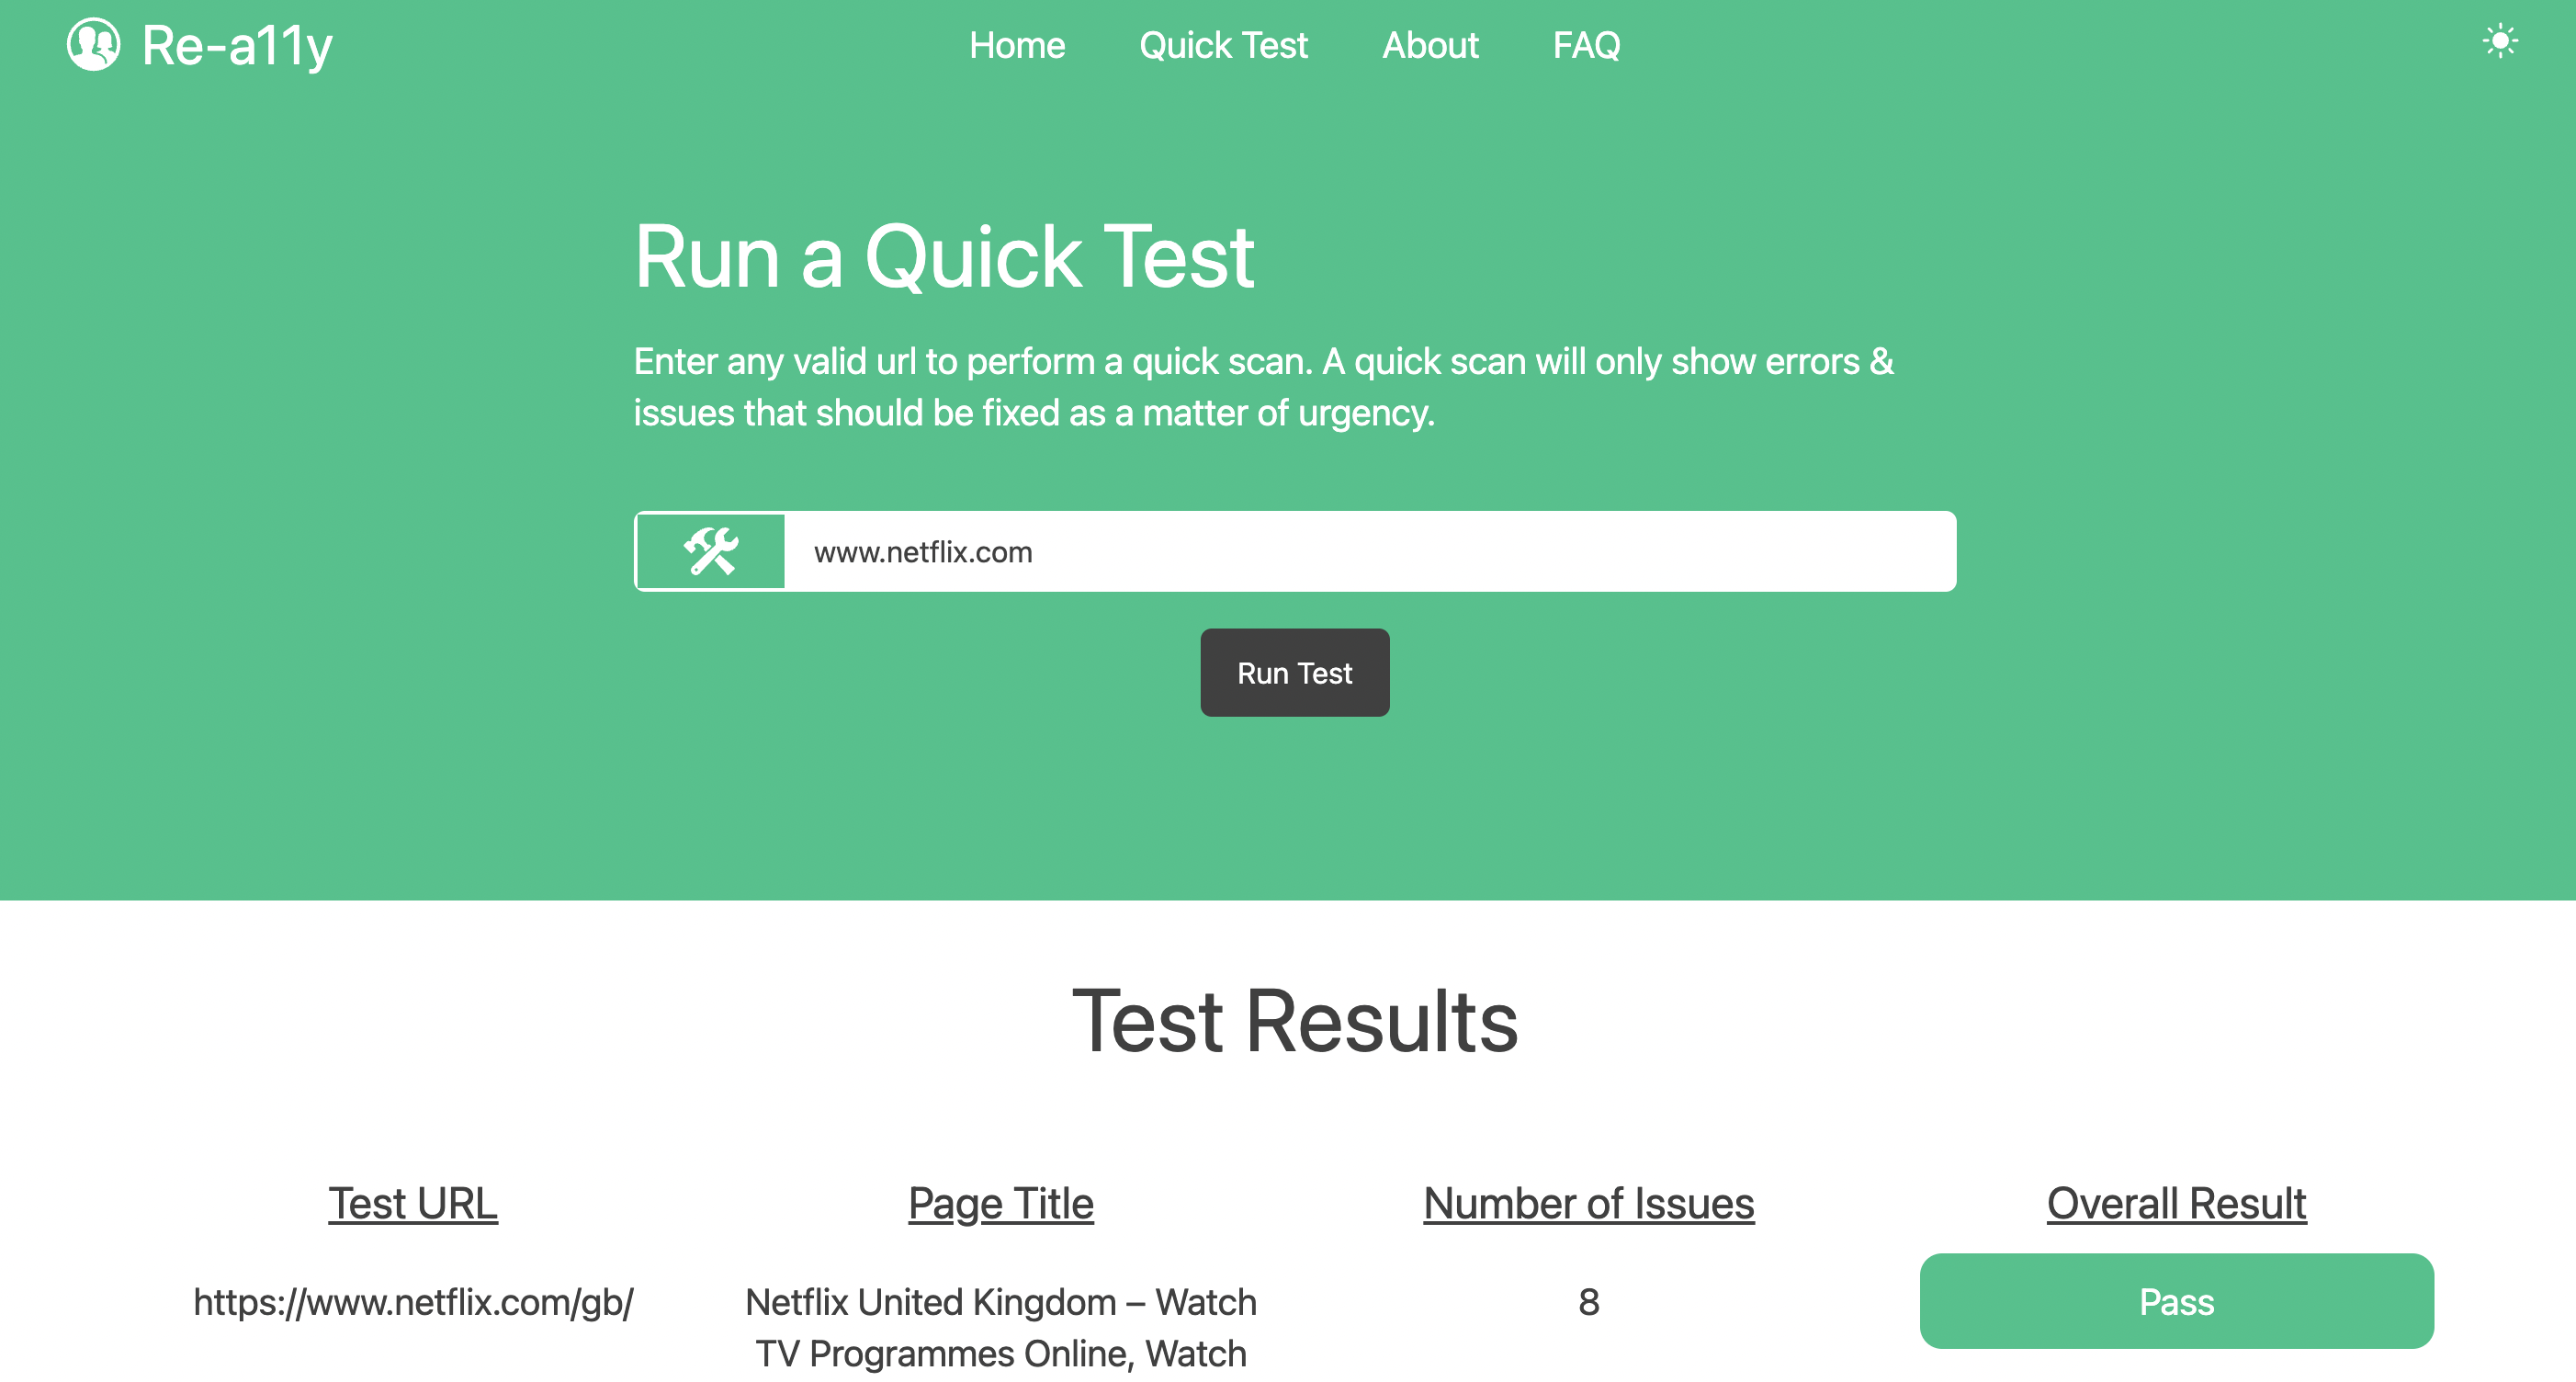 Re-a11y
Home
Quick Test
About
FAQ
Run a Quick Test
Enter any valid url to perform a quick scan. A quick scan will only show errors &
issues that should be fixed as a matter of urgency.
www.netflix.com
Run Test
Test Results
Test URL
https://www.netflix.com/gb/
Page Title
Netflix United Kingdom – Watch
TV Programmes Online, Watch
Number of Issues
8
Overall Result
Pass